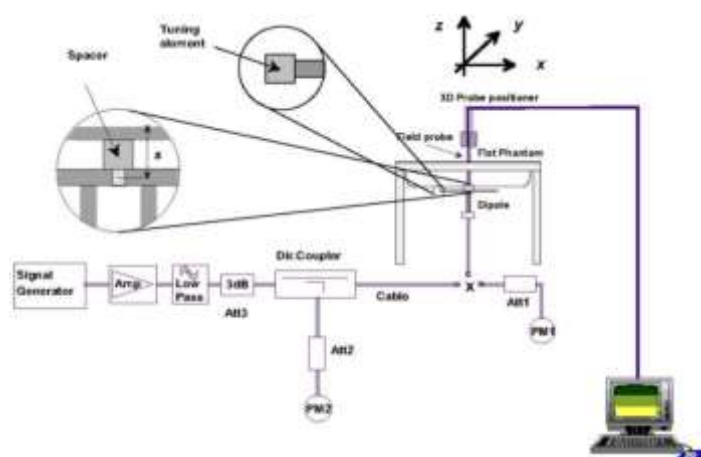 Tuning
element
Spacer
z
y
x
3D Probe positioner
Field probe
Flat Phantom
s
Dipole
Signal
Generator
Amp
Low
Pass
3dB
Att3
Dir.Coupler
Cable
X
Att1
PM1
Att2
PM2